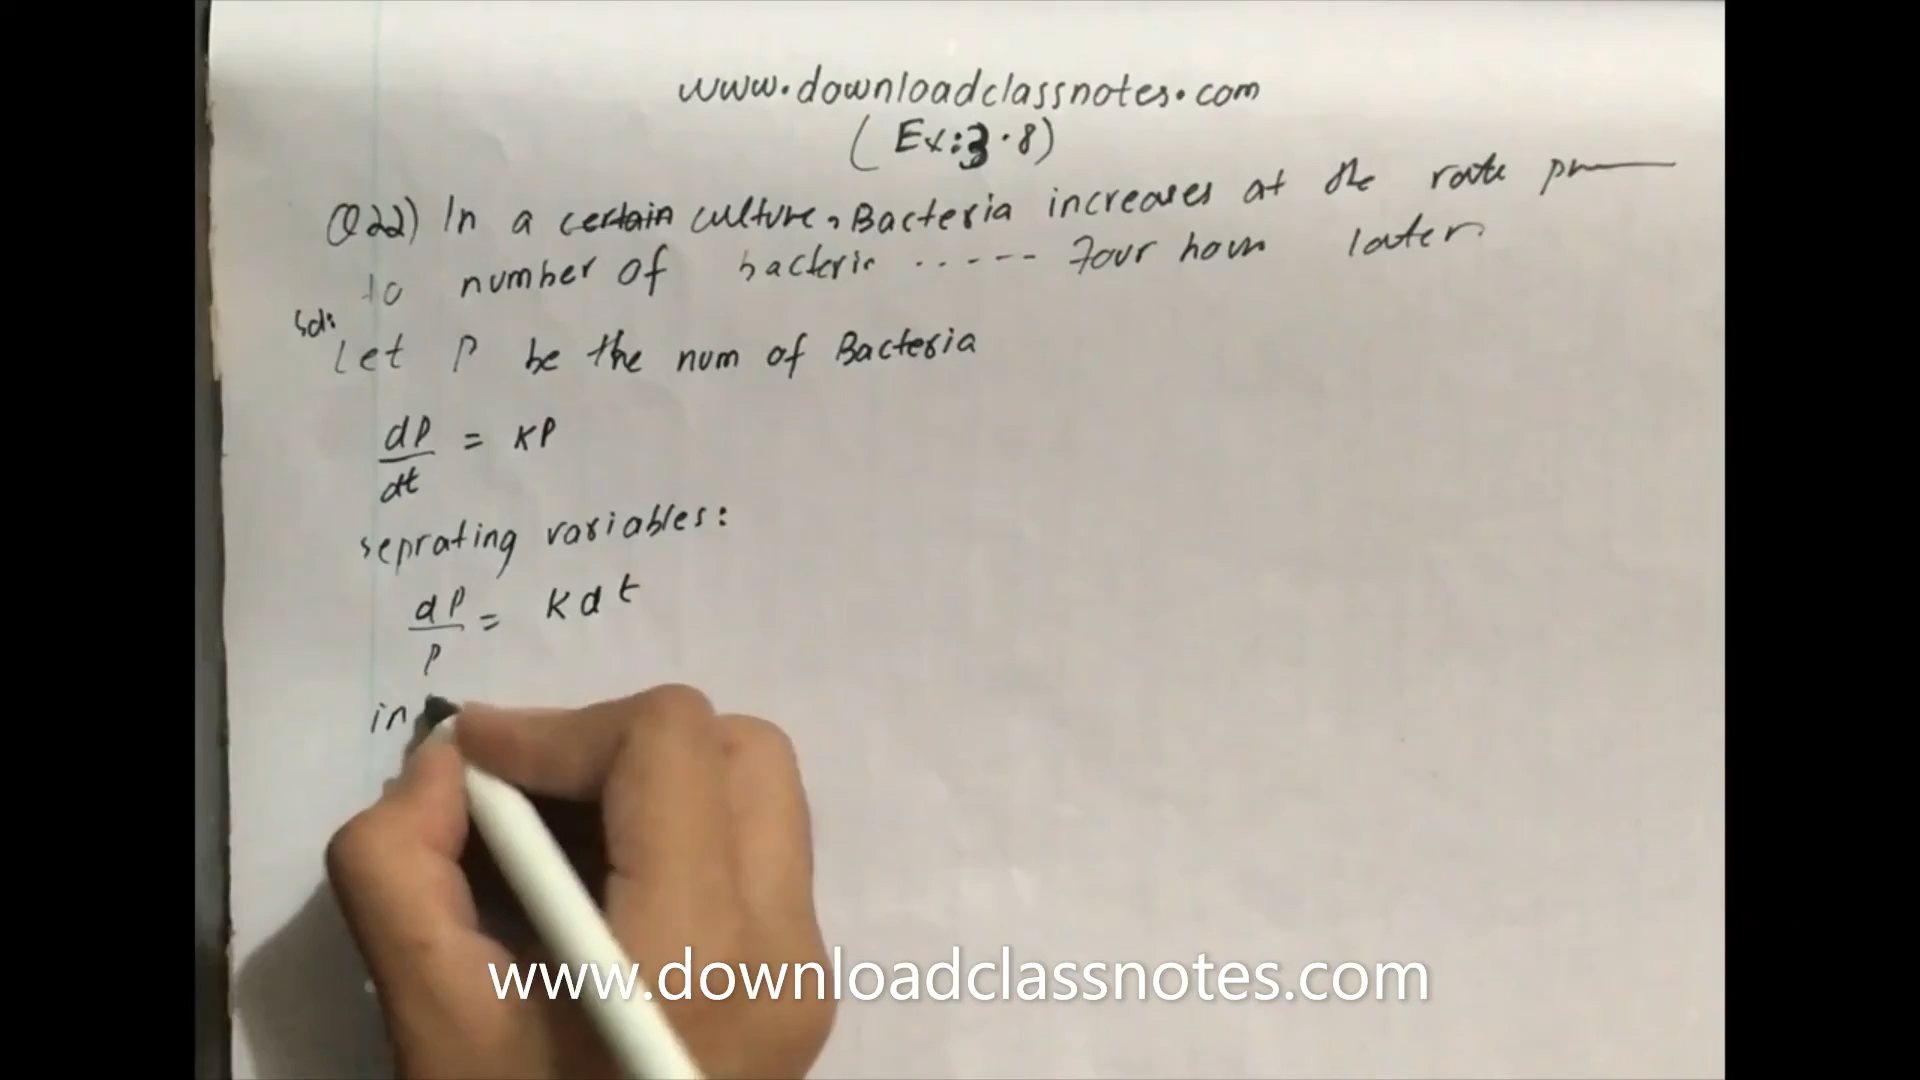 www.downloadclassnotes.com
(Ex:3.8)
Q22) In a certain culture, Bacteria increases at the rate
to number of bacteria ----- Four hours later.
Sol:
Let P be the num of Bacteria
dP/dt = KP
seprating variables:
dP/P = Kdt
in
www.downloadclassnotes.com